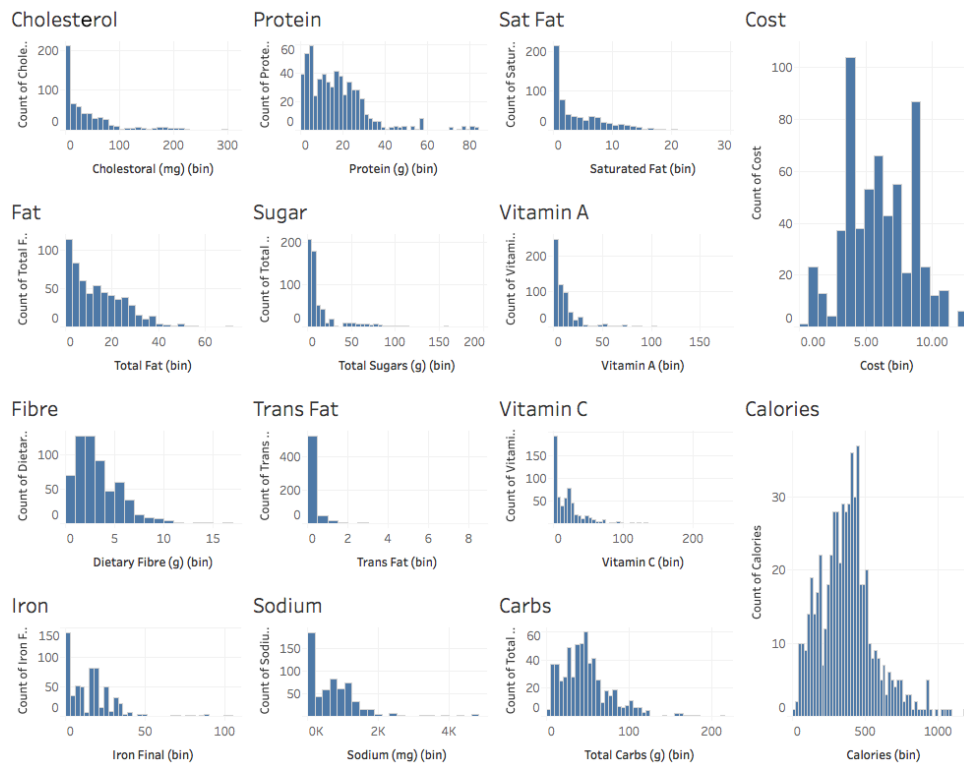 Cholesterol
Count of Chole..
200
100
0
0 100 200 300
Cholestoral (mg) (bin)
Protein
Count of Prote..
60
40
20
0
0 20 40 60 80
Protein (g) (bin)
Sat Fat
Count of Satur..
200
100
0
0 10 20 30
Saturated Fat (bin)
Cost
Count of Cost
100
80
60
40
20
0
0.00 5.00 10.00
Cost (bin)
Fat
Count of Total F..
100
50
0
0 20 40 60
Total Fat (bin)
Sugar
Count of Total ..
200
100
0
0 50 100 150 200
Total Sugars (g) (bin)
Vitamin A
Count of Vitami..
200
100
0
0 50 100 150
Vitamin A (bin)
Fibre
Count of Dietar..
100
50
0
0 5 10 15
Dietary Fibre (g) (bin)
Trans Fat
Count of Trans ..
400
200
0
0 2 4 6 8
Trans Fat (bin)
Vitamin C
Count of Vitami..
150
100
50
0 100 200
Vitamin C (bin)
Calories
Count of Calories
30
20
10
0
0 500 1000
Calories (bin)
Iron
Count of Iron F..
150
100
50
0
0 50 100
Iron Final (bin)
Sodium
Count of Sodiu..
150
100
50
0K 2K 4K
Sodium (mg) (bin)
Carbs
Count of Total ..
60
40
20
0
0 100 200
Total Carbs (g) (bin)